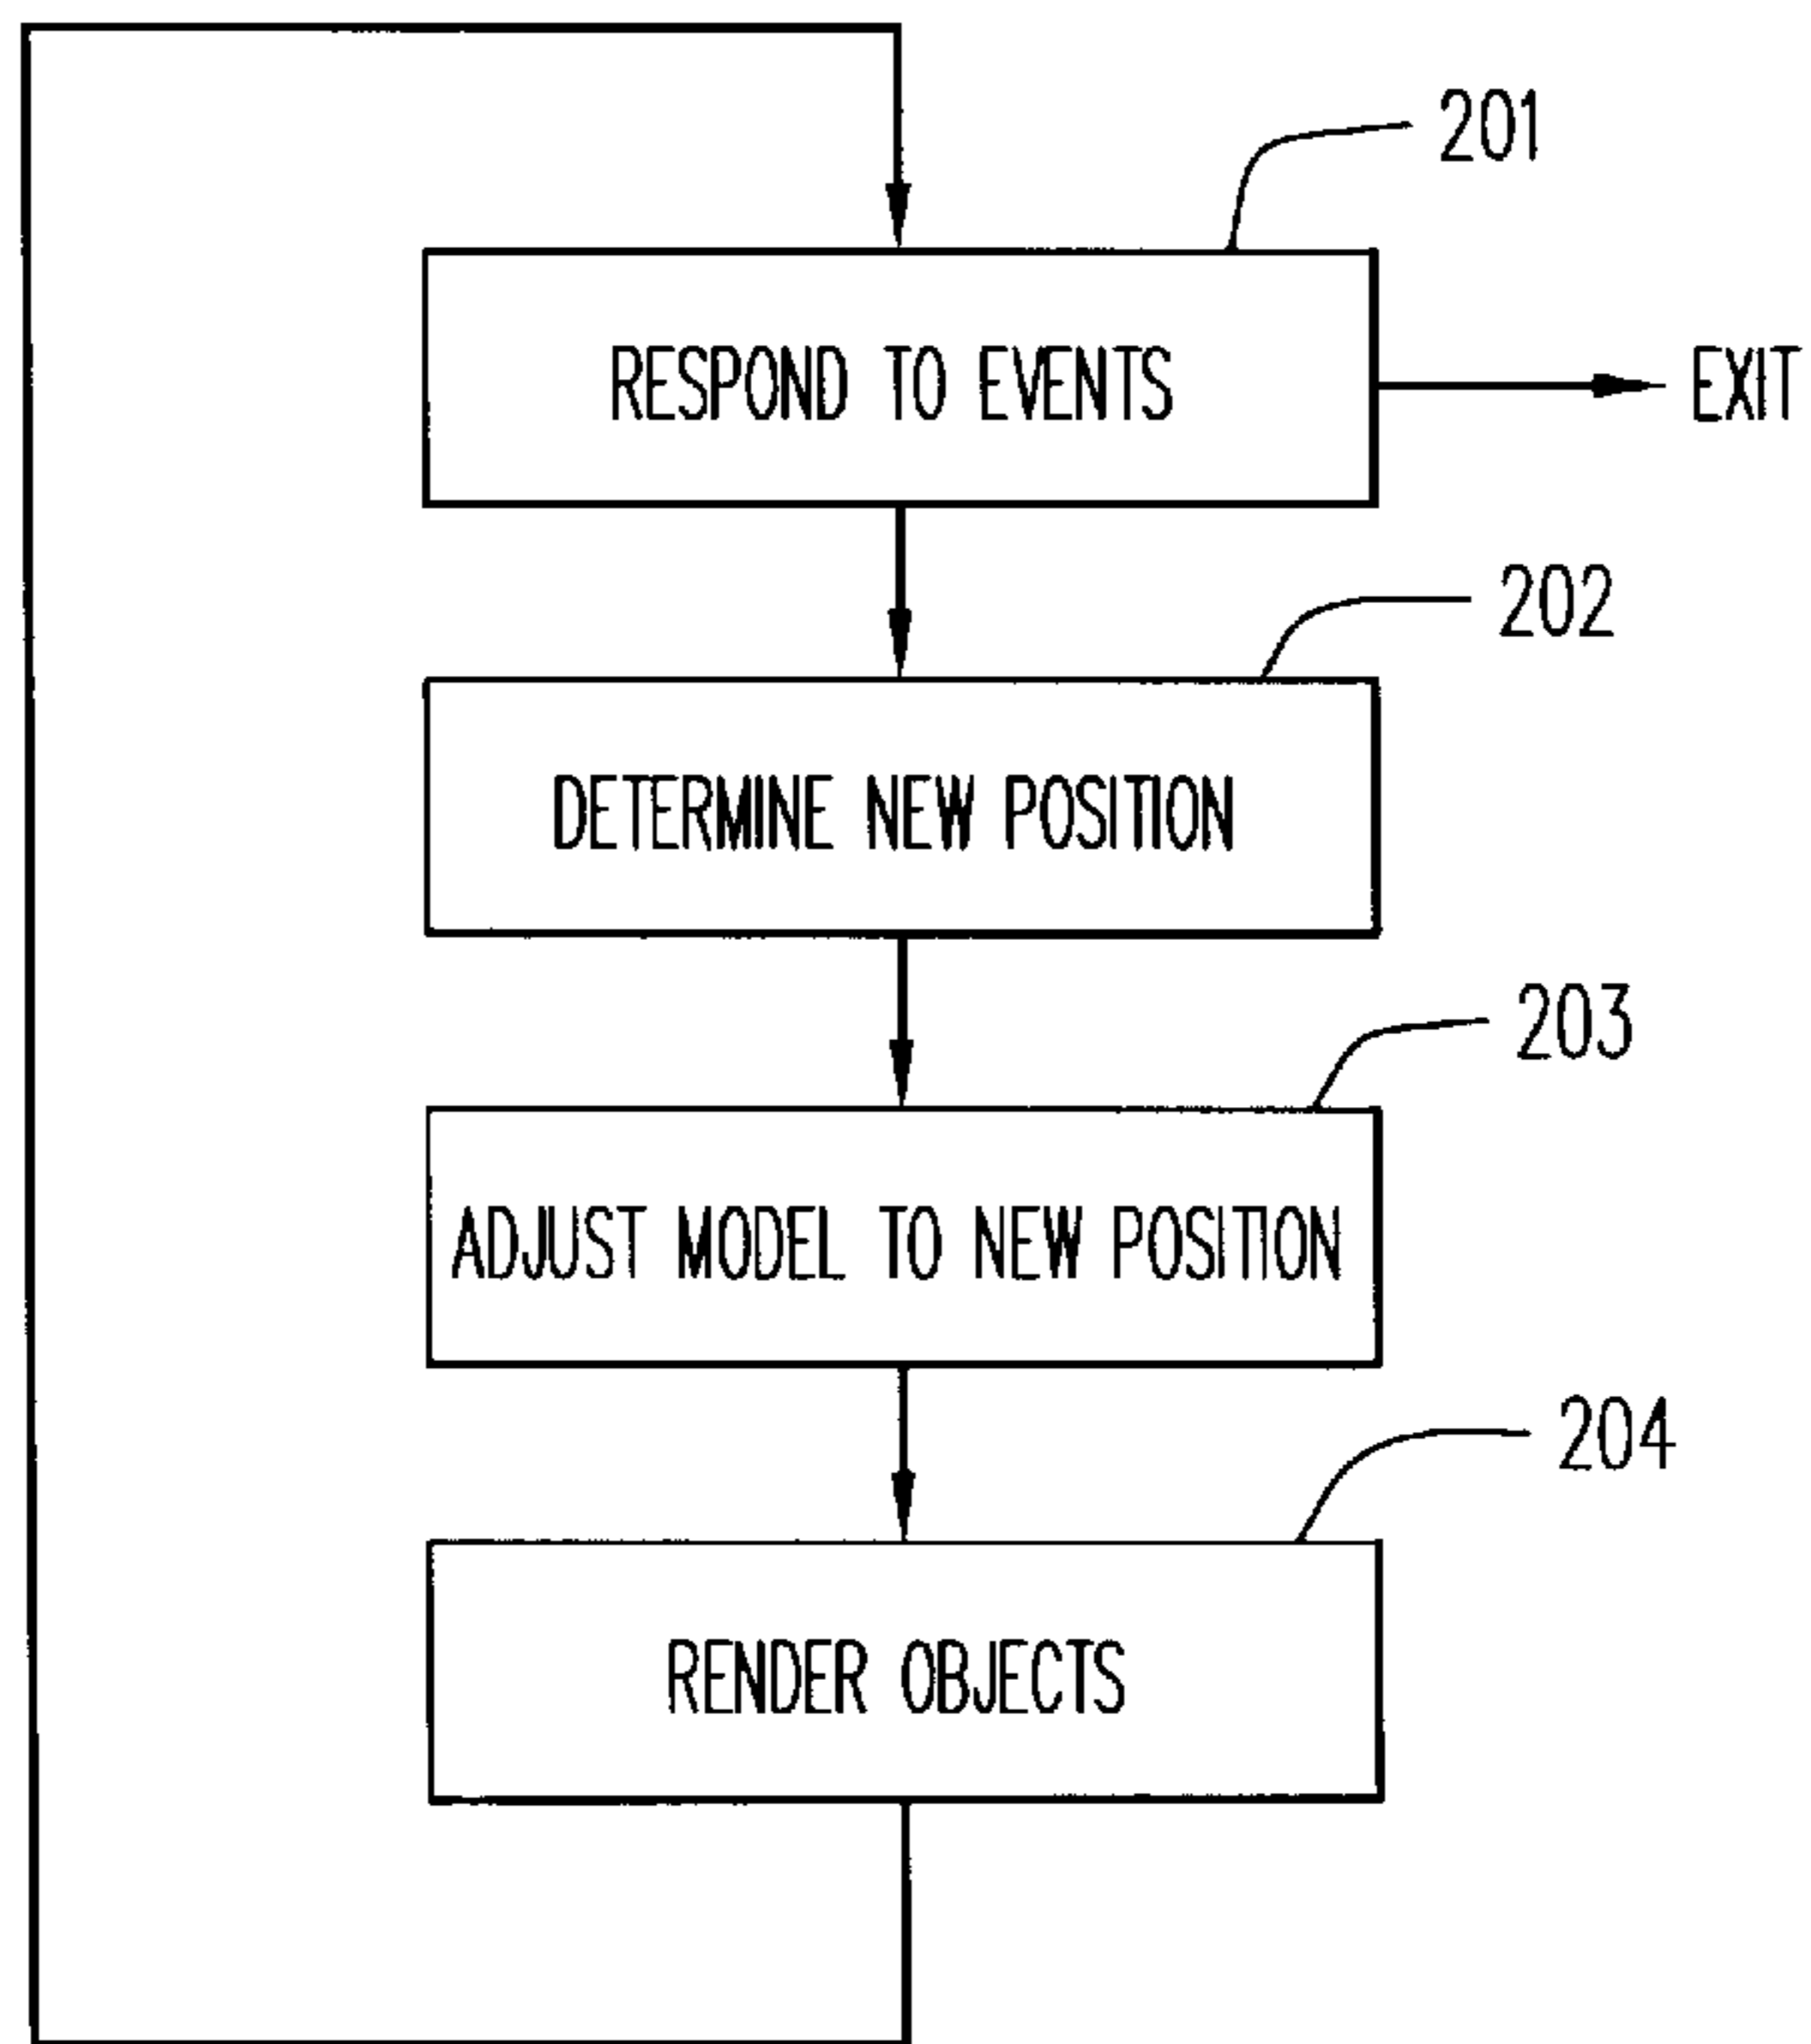 201
RESPOND TO EVENTS
EXIT
202
DETERMINE NEW POSITION
203
ADJUST MODEL TO NEW POSITION
204
RENDER OBJECTS